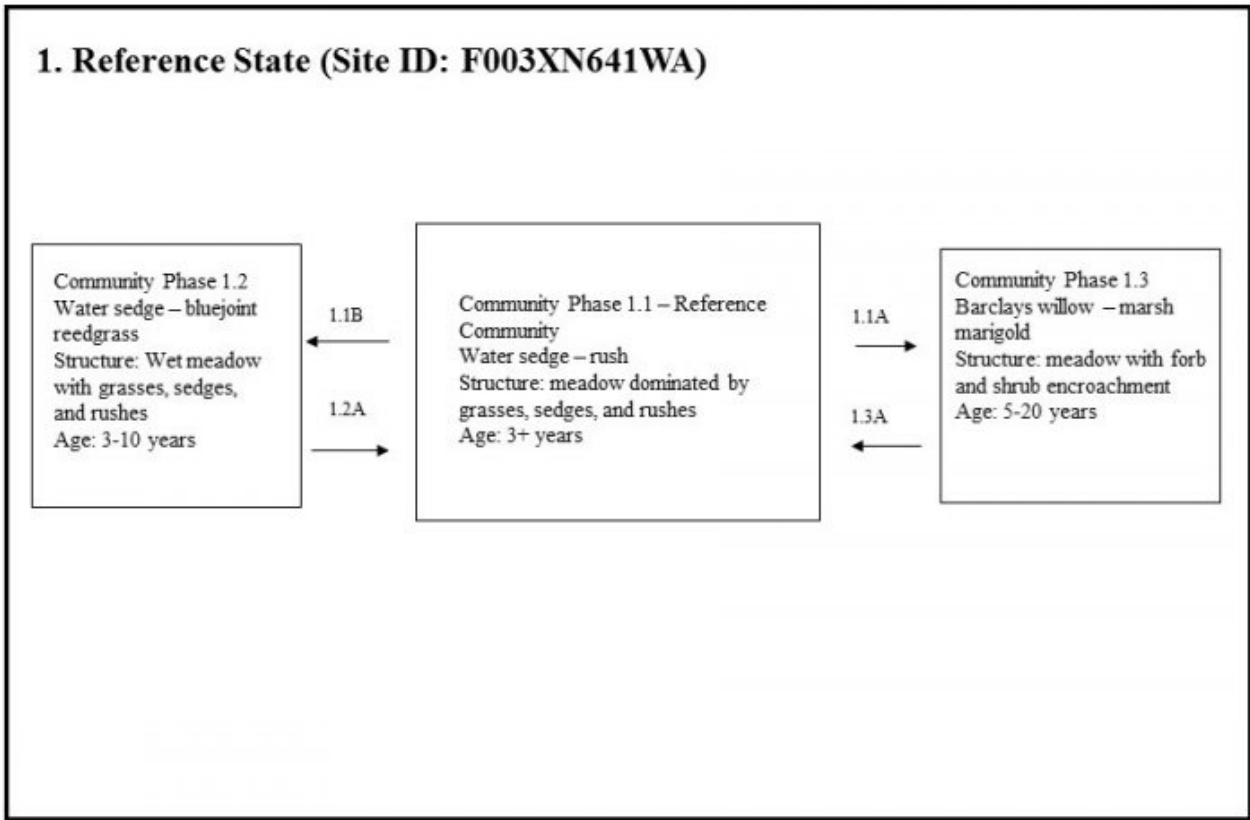 1. Reference State (Site ID: F003XN641WA)
Community Phase 1.2
Water sedge – bluejoint
reedgrass
Structure: Wet meadow
with grasses, sedges,
and rushes
Age: 3-10 years
1.1B
1.2A
Community Phase 1.1 – Reference
Community
Water sedge – rush
Structure: meadow dominated by
grasses, sedges, and rushes
Age: 3+ years
1.1A
1.3A
Community Phase 1.3
Barclays willow – marsh
marigold
Structure: meadow with forb
and shrub encroachment
Age: 5-20 years